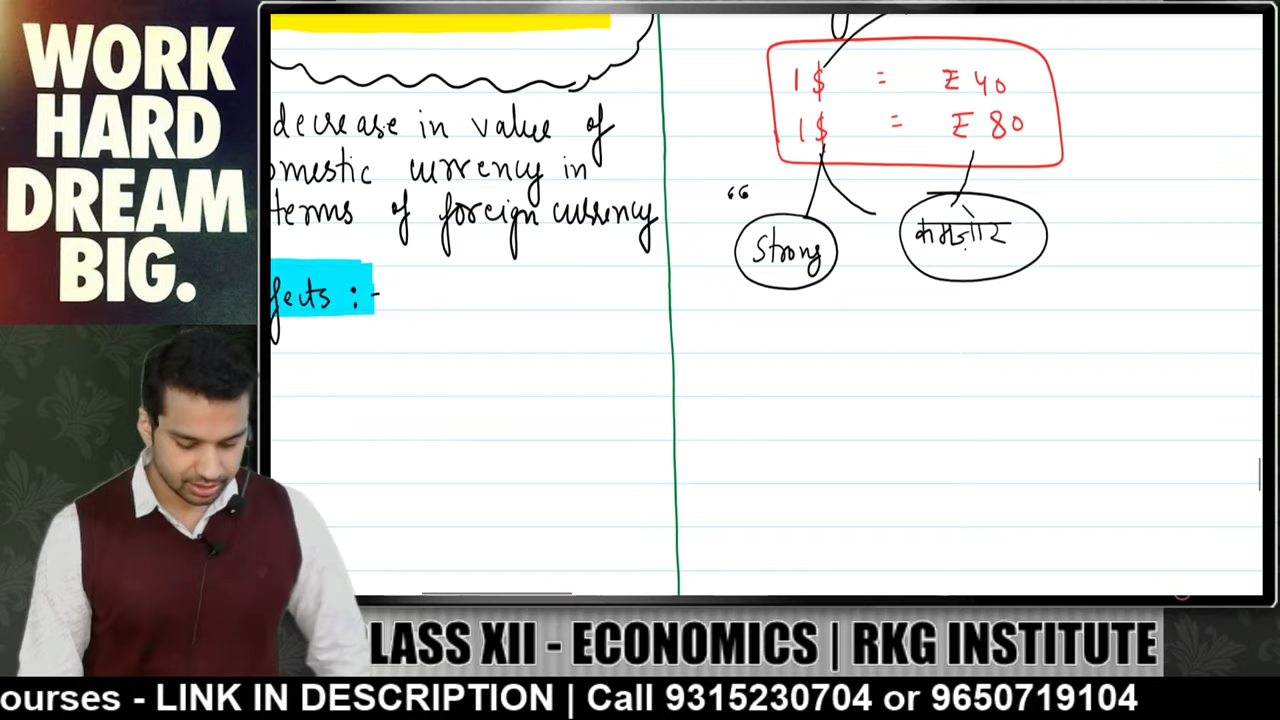 WORK
HARD
DREAM
BIG.
decrease in value of
omestic currency in
terms of foreign currency
fects :-
1$ = ₹ 40
1$ = ₹ 80
“
Strong
कमज़ोर
LASS XII - ECONOMICS | RKG INSTITUTE
ourses - LINK IN DESCRIPTION | Call 9315230704 or 9650719104